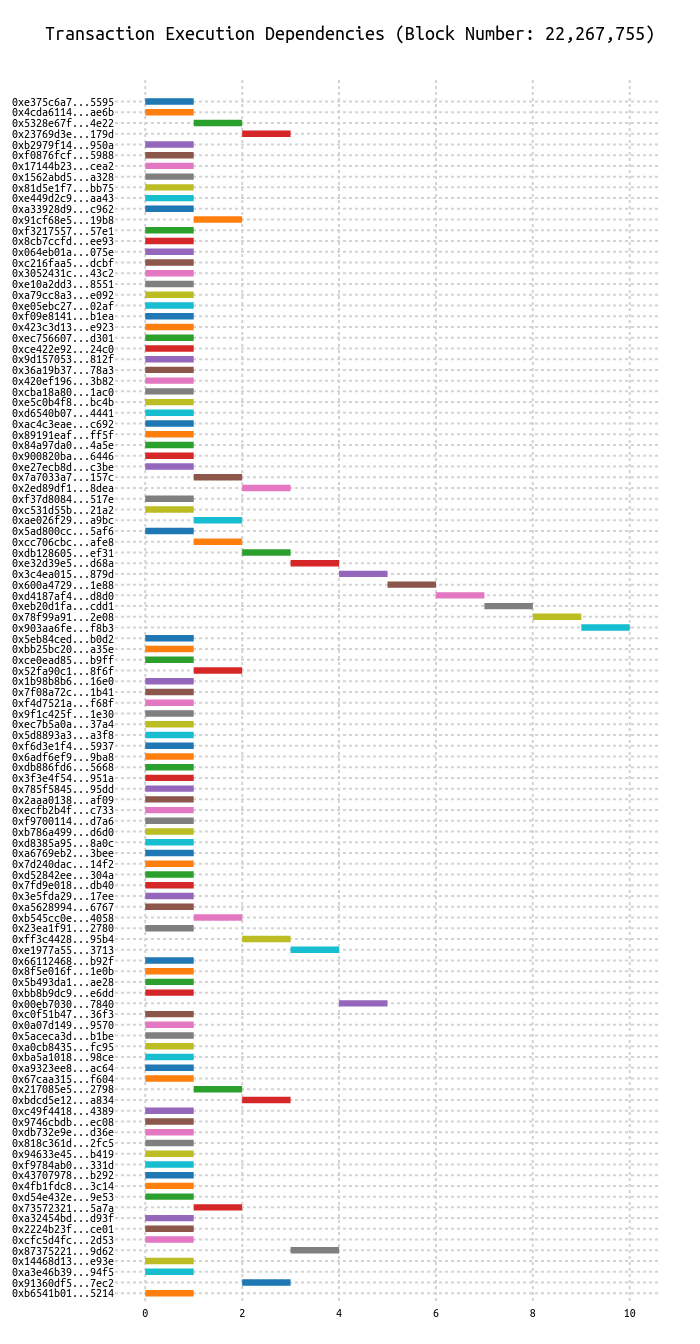 Transaction Execution Dependencies (Block Number: 22,267,755)
0xe375c6a7...5595
0x4cda6114...ae6b
0x5328e67f...4e22
0x23769d3e...179d
0xb2979f14...950a
0xf0876fcf...5988
0x17144b23...cea2
0x1562abd5...a328
0x81d5e1f7...bb75
0xe449d2c9...aa43
0xa33928d9...c962
0x91cf68e5...19b8
0xf3217557...57e1
0x8cb7ccfd...ee93
0x064eb01a...075e
0xc216faa5...dcbf
0x3052431c...43c2
0xe10a2dd3...8551
0xa79cc8a3...e092
0xe05ebc27...02af
0xf09e8141...b1ea
0x423c3d13...e923
0xec756607...d301
0xce422e92...24c0
0x9d157053...812f
0x36a19b37...78a3
0x420ef196...3b82
0xcba18a80...1ac0
0xe5c0b4f8...bc4b
0xd6540b07...4441
0xac4c3eae...c692
0x89191eaf...ff5f
0x84a97da0...4a5e
0x900820ba...6446
0xe27ecb8d...c3be
0x7a7033a7...157c
0x2ed89df1...8dea
0xf37d8084...517e
0xc531d55b...21a2
0xae026f29...a9bc
0x5ad800cc...5af6
0xcc706cbc...afe8
0xdb128605...ef31
0xe32d39e5...d68a
0x3c4ea015...879d
0x600a4729...1e88
0xd4187af4...d8d0
0xeb20d1fa...cdd1
0x78f99a91...2e08
0x903aa6fe...f8b3
0x5eb84ced...b0d2
0xbb25bc20...a35e
0xce0ead85...b9ff
0x52fa90c1...8f6f
0x1b98b8b6...16e0
0x7f08a72c...1b41
0xf4d7521a...f68f
0x9f1c425f...1e30
0xec7b5a0a...37a4
0x5d8893a3...a3f8
0xf6d3e1f4...5937
0x6adf6ef9...9ba8
0xdb886fd6...5668
0x3f3e4f54...951a
0x785f5845...95dd
0x2aaa0138...af09
0xecfb2b4f...c733
0xf9700114...d7a6
0xb786a499...d6d0
0xd8385a95...8a0c
0xa6769eb2...3bee
0x7d240dac...14f2
0xd52842ee...304a
0x7fd9e018...db40
0x3e5fda29...17ee
0xa5628994...6767
0xb545cc0e...4058
0x23ea1f91...2780
0xff3c4428...95b4
0xe1977a55...3713
0x66112468...b92f
0x8f5e016f...1e0b
0x5b493da1...ae28
0xbb8b9dc9...e6dd
0x00eb7030...7840
0xc0f51b47...36f3
0x0a07d149...9570
0x5aceca3d...b1be
0xa0cb8435...fc95
0xba5a1018...98ce
0xa9323ee8...ac64
0x67caa315...f604
0x217085e5...2798
0xbdcd5e12...a834
0xc49f4418...4389
0x9746cbdb...ec08
0xdb732e9e...d36e
0x818c361d...2fc5
0x94633e45...b419
0xf9784ab0...331d
0x43707978...b292
0x4fb1fdc8...3c14
0xd54e432e...9e53
0x73572321...5a7a
0xa32454bd...d93f
0x2224b23f...ce01
0xcfc5d4fc...2d53
0x87375221...9d62
0x14468d13...e93e
0xa3e46b39...94f5
0x91360df5...7ec2
0xb6541b01...5214
0 2 4 6 8 10